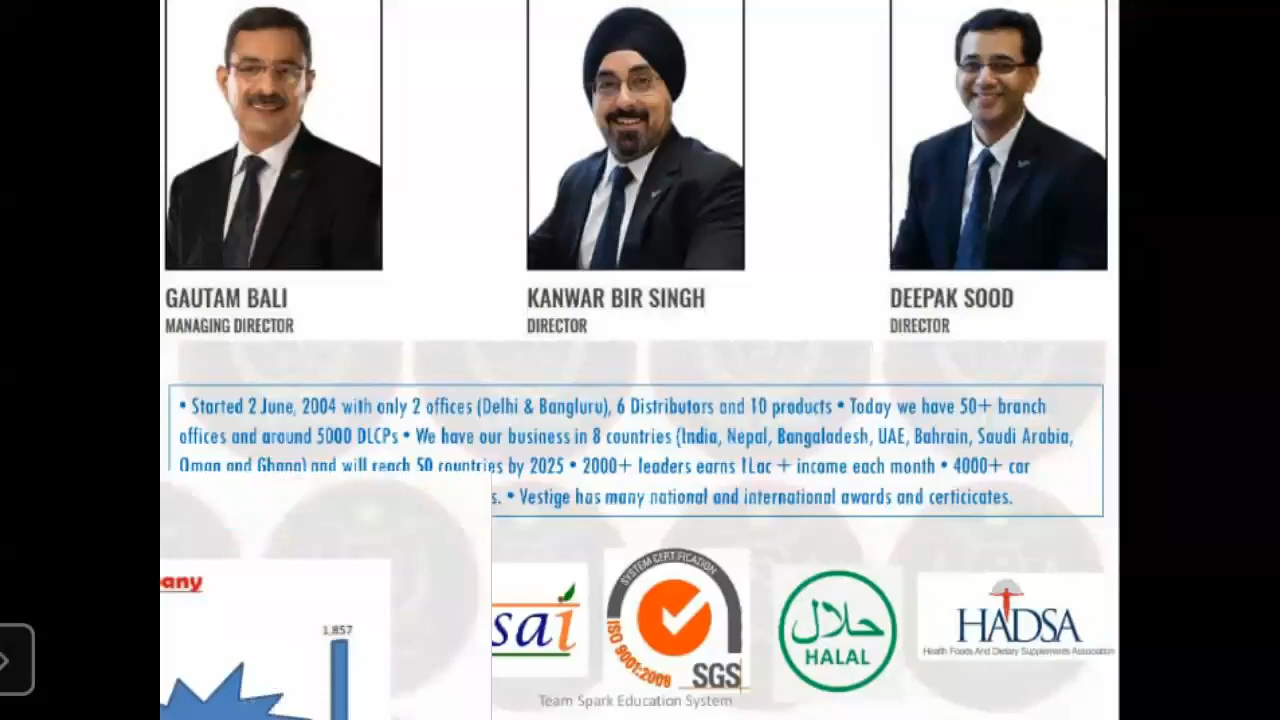 GAUTAM BALI
MANAGING DIRECTOR
KANWAR BIR SINGH
DIRECTOR
DEEPAK SOOD
DIRECTOR
• Started 2 June, 2004 with only 2 offices (Delhi & Bangluru), 6 Distributors and 10 products • Today we have 50+ branch
offices and around 5000 DLCPs • We have our business in 8 countries (India, Nepal, Bangaladesh, UAE, Bahrain, Saudi Arabia,
Oman and Ghana) and will reach 50 countries by 2025 • 2000+ leaders earns 1Lac + income each month • 4000+ car
s. • Vestige has many national and international awards and certicicates.
any
1,857
sai
SYSTEM CERTIFICATION
ISO 9001:2008
SGS
حلال
HALAL
HADSA
Health Foods And Dietary Supplements Association
Team Spark Education System